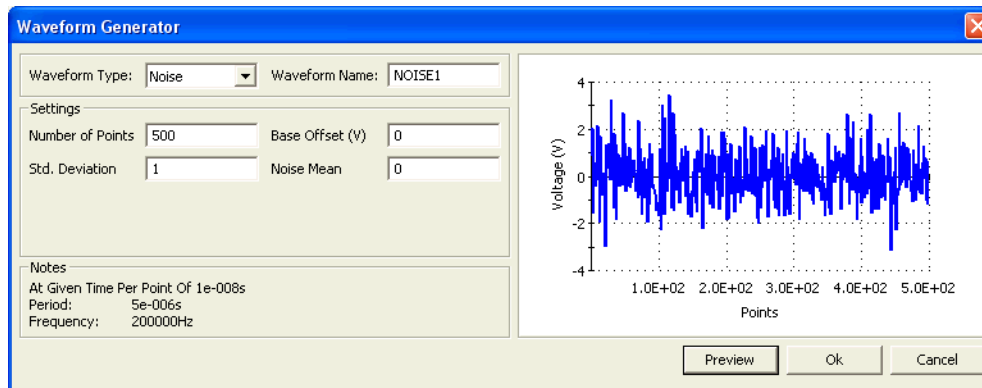 Waveform Generator
Waveform Type: Noise Waveform Name: NOISE1
Settings
Number of Points 500 Base Offset (V) 0
Std. Deviation 1 Noise Mean 0
Notes
At Given Time Per Point Of 1e-008s
Period: 5e-006s
Frequency: 200000Hz
4
2
0
-2
-4
Voltage (V)
1.0E+02 2.0E+02 3.0E+02 4.0E+02 5.0E+02
Points
Preview Ok Cancel